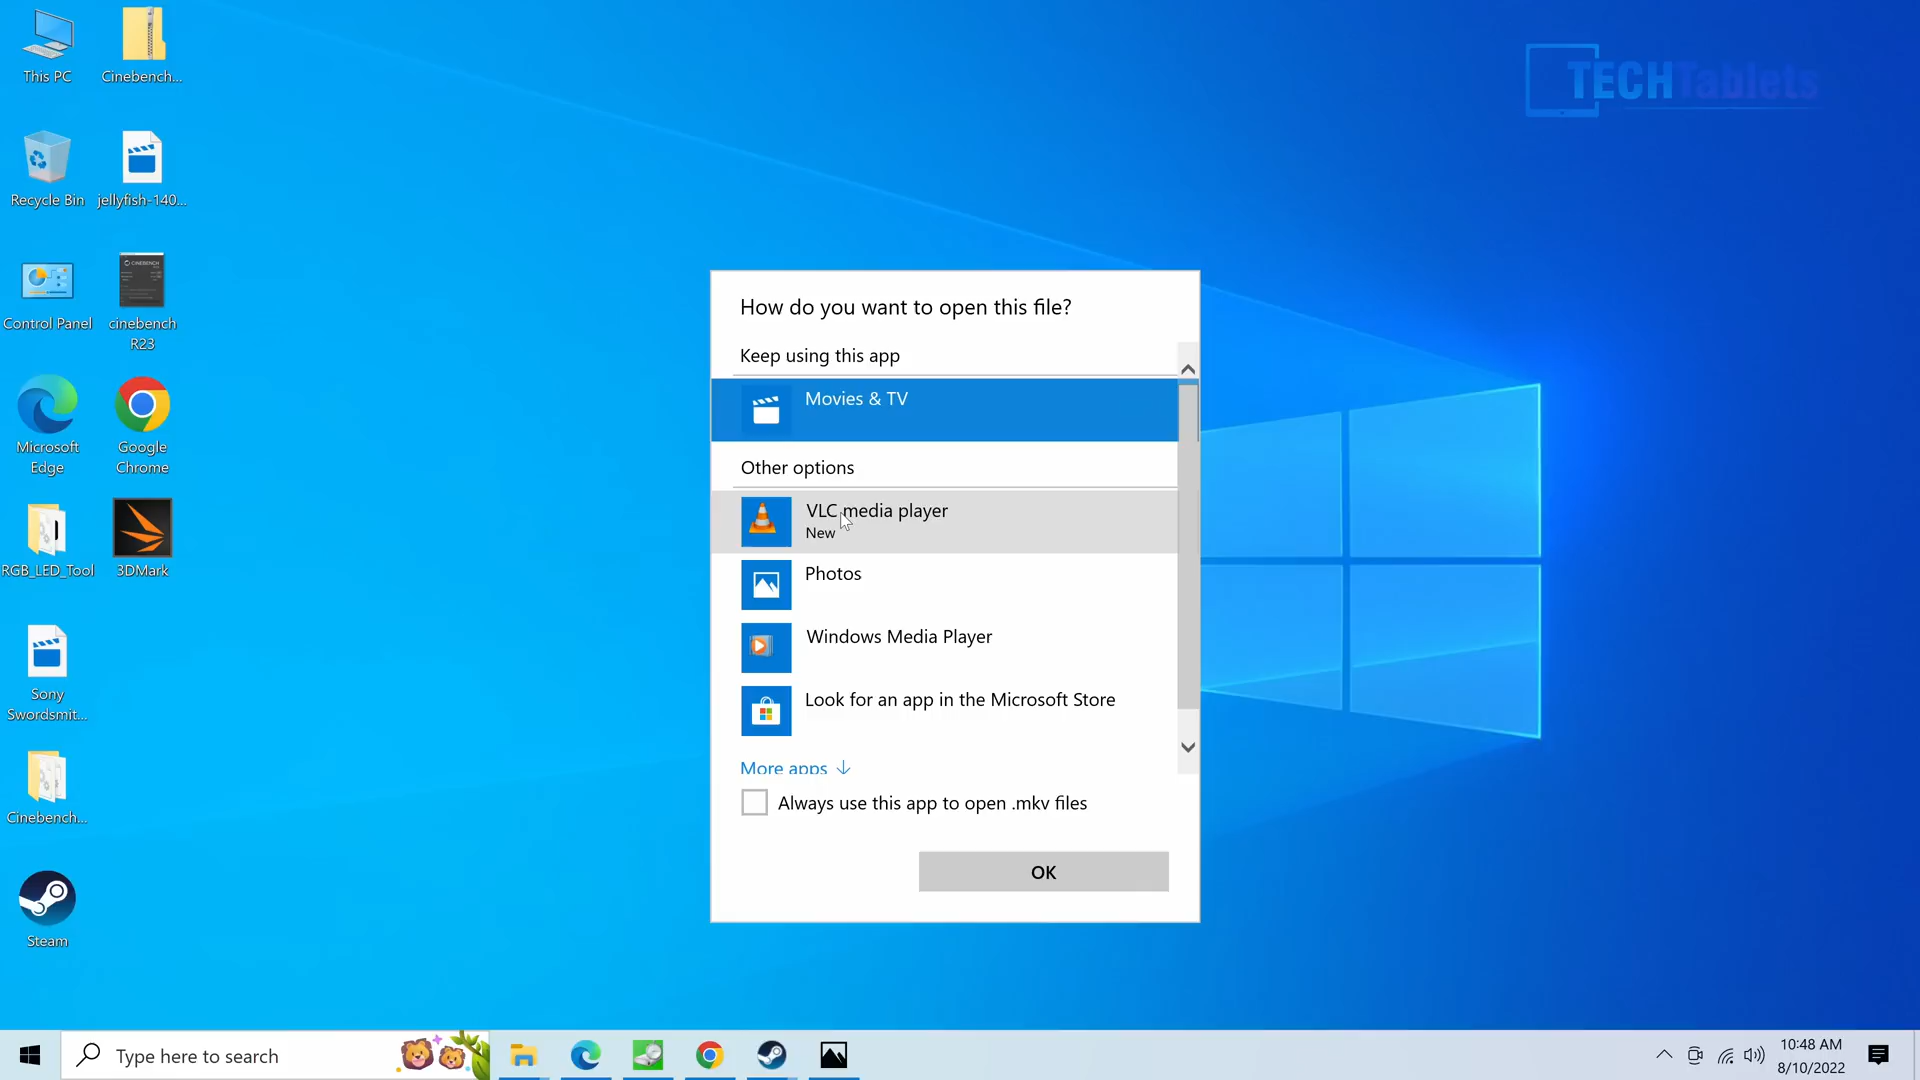 This PC
Cinebench...
Recycle Bin
jellyfish-140...
Control Panel
cinebench
R23
Microsoft
Edge
Google
Chrome
RGB_LED_Tool
3DMark
Sony
Swordsmit...
Cinebench...
Steam
TECHTablets
How do you want to open this file?
Keep using this app
Movies & TV
Other options
VLC media player
New
Photos
Windows Media Player
Look for an app in the Microsoft Store
More apps
Always use this app to open .mkv files
OK
Type here to search
10:48 AM
8/10/2022